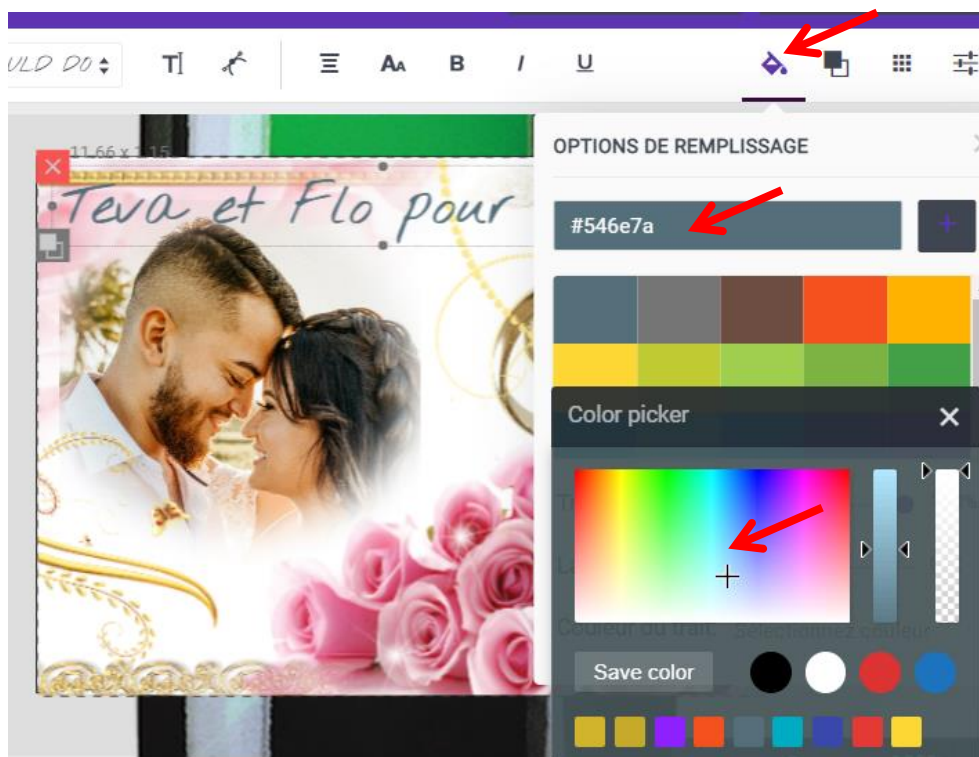 ULD DO
T AA B I U
11.66 x 1.15
Teva et Flo pour
OPTIONS DE REMPLISSAGE
#546e7a
+
Color picker
Couleur du trait: Sélectionnez couleur
Save color